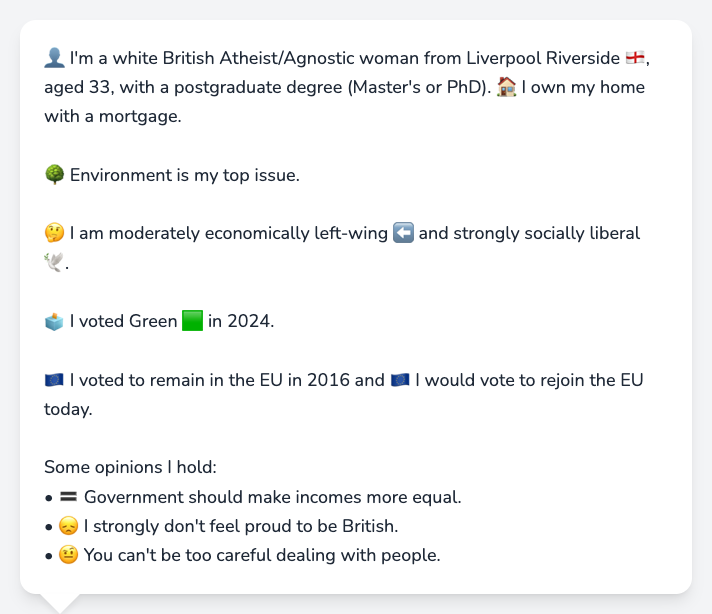 👤 I'm a white British Atheist/Agnostic woman from Liverpool Riverside 🏴󠁧󠁢󠁥󠁮󠁧󠁿,
aged 33, with a postgraduate degree (Master's or PhD). 🏠 I own my home
with a mortgage.
🌳 Environment is my top issue.
🤔 I am moderately economically left-wing ⬅️ and strongly socially liberal
🕊️.
🗳️ I voted Green 🟩 in 2024.
🇪🇺 I voted to remain in the EU in 2016 and 🇪🇺 I would vote to rejoin the EU
today.
Some opinions I hold:
• 🟰 Government should make incomes more equal.
• 😞 I strongly don't feel proud to be British.
• 🤨 You can't be too careful dealing with people.